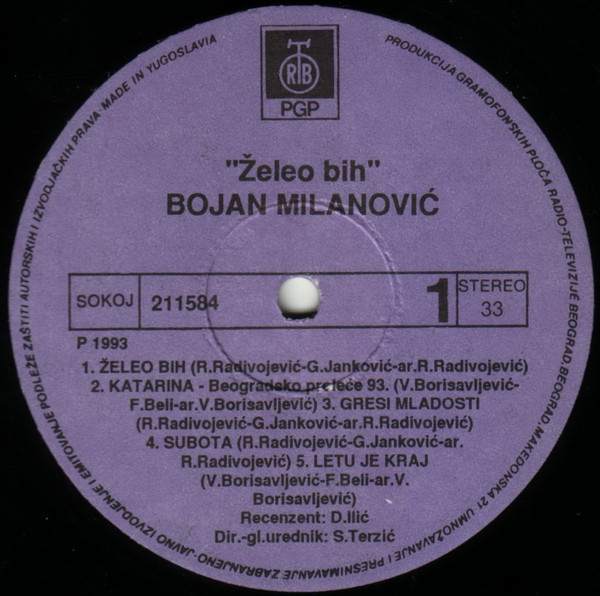 RTB
PGP
"Želeo bih"
BOJAN MILANOVIĆ
SOKOJ 211584 1 STEREO 33
P 1993
1. ŽELEO BIH (R.Radivojević-G.Janković-ar.R.Radivojević)
2. KATARINA - Beogradsko proleće 93. (V.Borisavljević-
F.Beli-ar.V.Borisavljević) 3. GRESI MLADOSTI
(R.Radivojević-G.Janković-ar.R.Radivojević)
4. SUBOTA (R.Radivojević-G.Janković-ar.
R.Radivojević) 5. LETU JE KRAJ
(V.Borisavljević-F.Beli-ar.V.
Borisavljević)
Recenzent: D.Ilić
Dir.-gl.urednik: S.Terzić
PRODUKCIJA GRAMOFONSKIH PLOČA RADIO-TELEVIZIJE BEOGRAD, BEOGRAD, MAKEDONSKA 21 UMNOŽAVANJE I PRESNIMAVANJE ZABRANJENO-JAVNO IZVODJENJE I EMITOVANJE PODLEŽE ZAŠTITI AUTORSKIH I IZVODJAČKIH PRAVA·MADE IN YUGOSLAVIA